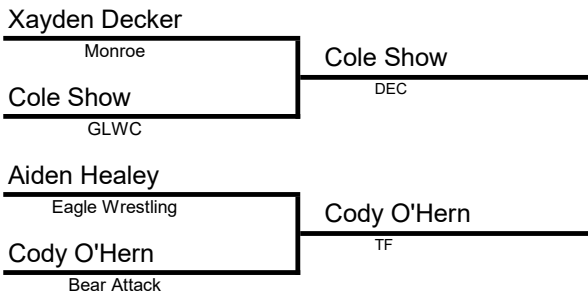 Xayden Decker
Monroe
Cole Show
DEC
Cole Show
GLWC
Aiden Healey
Eagle Wrestling
Cody O'Hern
TF
Cody O'Hern
Bear Attack